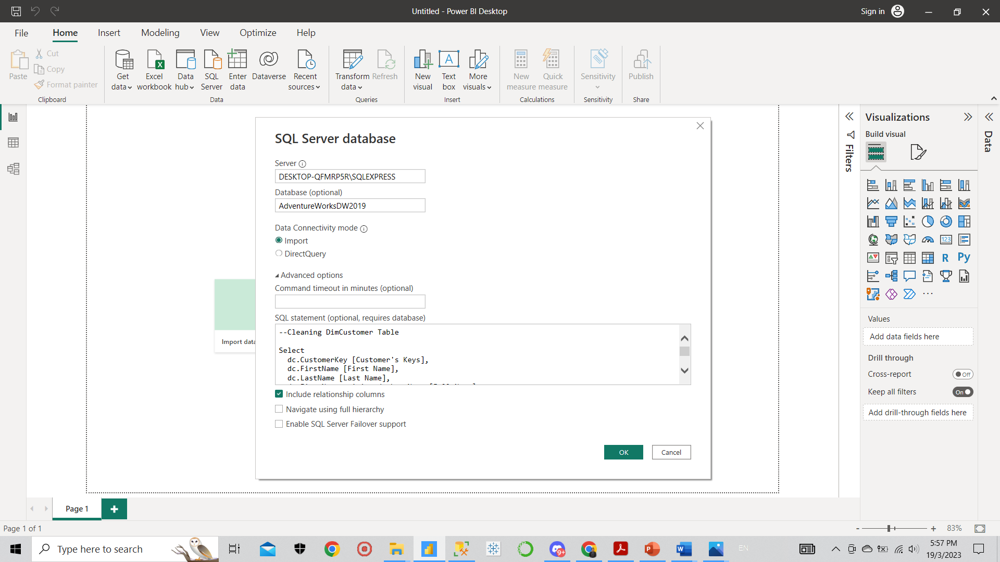 Untitled - Power BI Desktop
Sign in
File
Home
Insert
Modeling
View
Optimize
Help
Paste
Cut
Copy
Format painter
Clipboard
Get data
Excel workbook
Data hub
SQL Server
Enter data
Dataverse
Recent sources
Data
Transform data
Refresh
Queries
New visual
Text box
More visuals
Insert
New measure
Quick measure
Calculations
Sensitivity
Sensitivity
Publish
Share
SQL Server database
Server
DESKTOP-QFMRP5R\SQLEXPRESS
Database (optional)
AdventureWorksDW2019
Data Connectivity mode
Import
DirectQuery
Advanced options
Command timeout in minutes (optional)
SQL statement (optional, requires database)
--Cleaning DimCustomer Table
Select
dc.CustomerKey [Customer's Keys],
dc.FirstName [First Name],
dc.LastName [Last Name],
Include relationship columns
Navigate using full hierarchy
Enable SQL Server Failover support
OK
Cancel
Import data
Filters
Visualizations
Build visual
123
R
Py
Values
Add data fields here
Drill through
Cross-report
Off
Keep all filters
On
Add drill-through fields here
Data
Page 1
Page 1 of 1
- + 83%
Type here to search
9+
EN
5:57 PM
19/3/2023